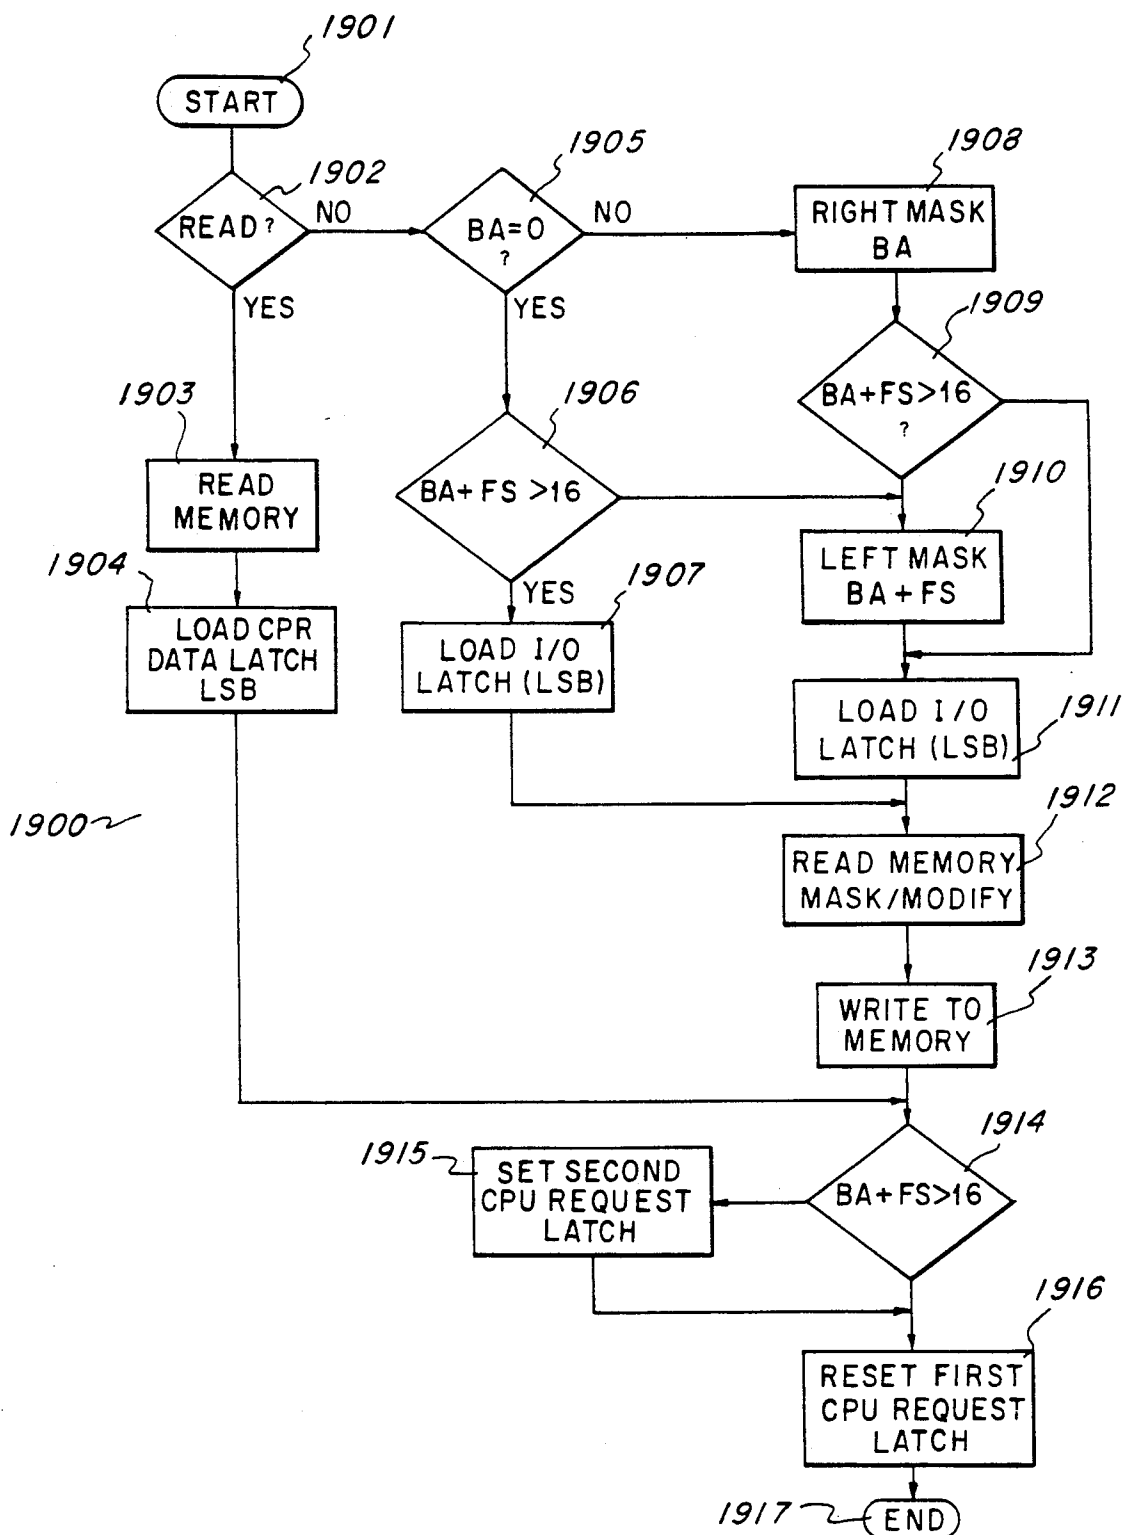 1901
START
1902
READ?
NO
YES
1905
BA=0
?
NO
YES
1908
RIGHT MASK
BA
1909
BA+FS>16
?
1903
READ
MEMORY
1906
BA+FS>16
YES
1910
LEFT MASK
BA+FS
1904
LOAD CPR
DATA LATCH
LSB
1907
LOAD I/O
LATCH (LSB)
1911
LOAD I/O
LATCH (LSB)
1900
1912
READ MEMORY
MASK/MODIFY
1913
WRITE TO
MEMORY
1914
BA+FS>16
1915
SET SECOND
CPU REQUEST
LATCH
1916
RESET FIRST
CPU REQUEST
LATCH
1917
END